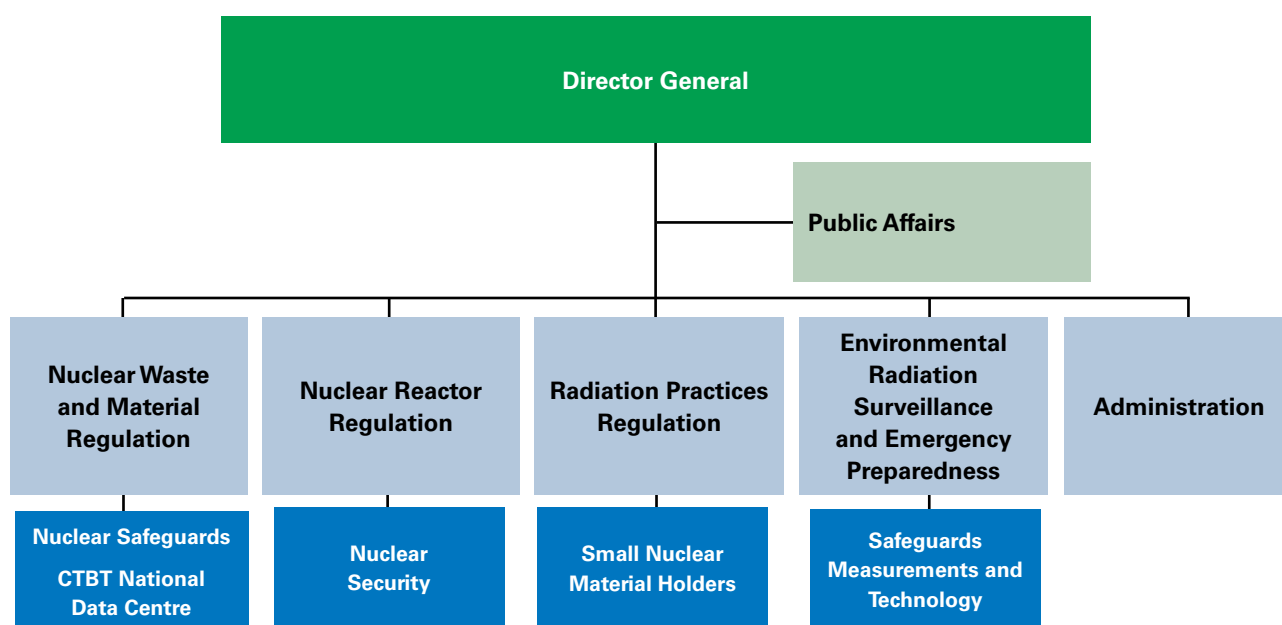 Director General
Public Affairs
Nuclear Waste
and Material
Regulation
Nuclear Reactor
Regulation
Radiation Practices
Regulation
Environmental
Radiation
Surveillance
and Emergency
Preparedness
Administration
Nuclear Safeguards
CTBT National
Data Centre
Nuclear
Security
Small Nuclear
Material Holders
Safeguards
Measurements and
Technology